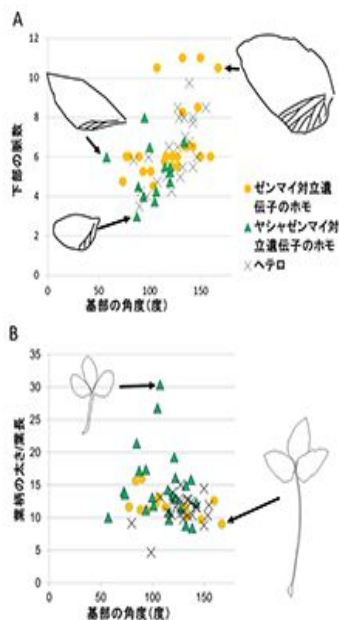 A
下部の脈数
12
10
8
6
4
2
0
0
50
100
150
200
基部の角度(度)
ゼンマイ対立遺
伝子のホモ
ヤシャゼンマイ対
立遺伝子のホモ
ヘテロ
B
葉柄の太さ/葉長
35
30
25
20
15
10
5
0
0
50
100
150
200
基部の角度(度)